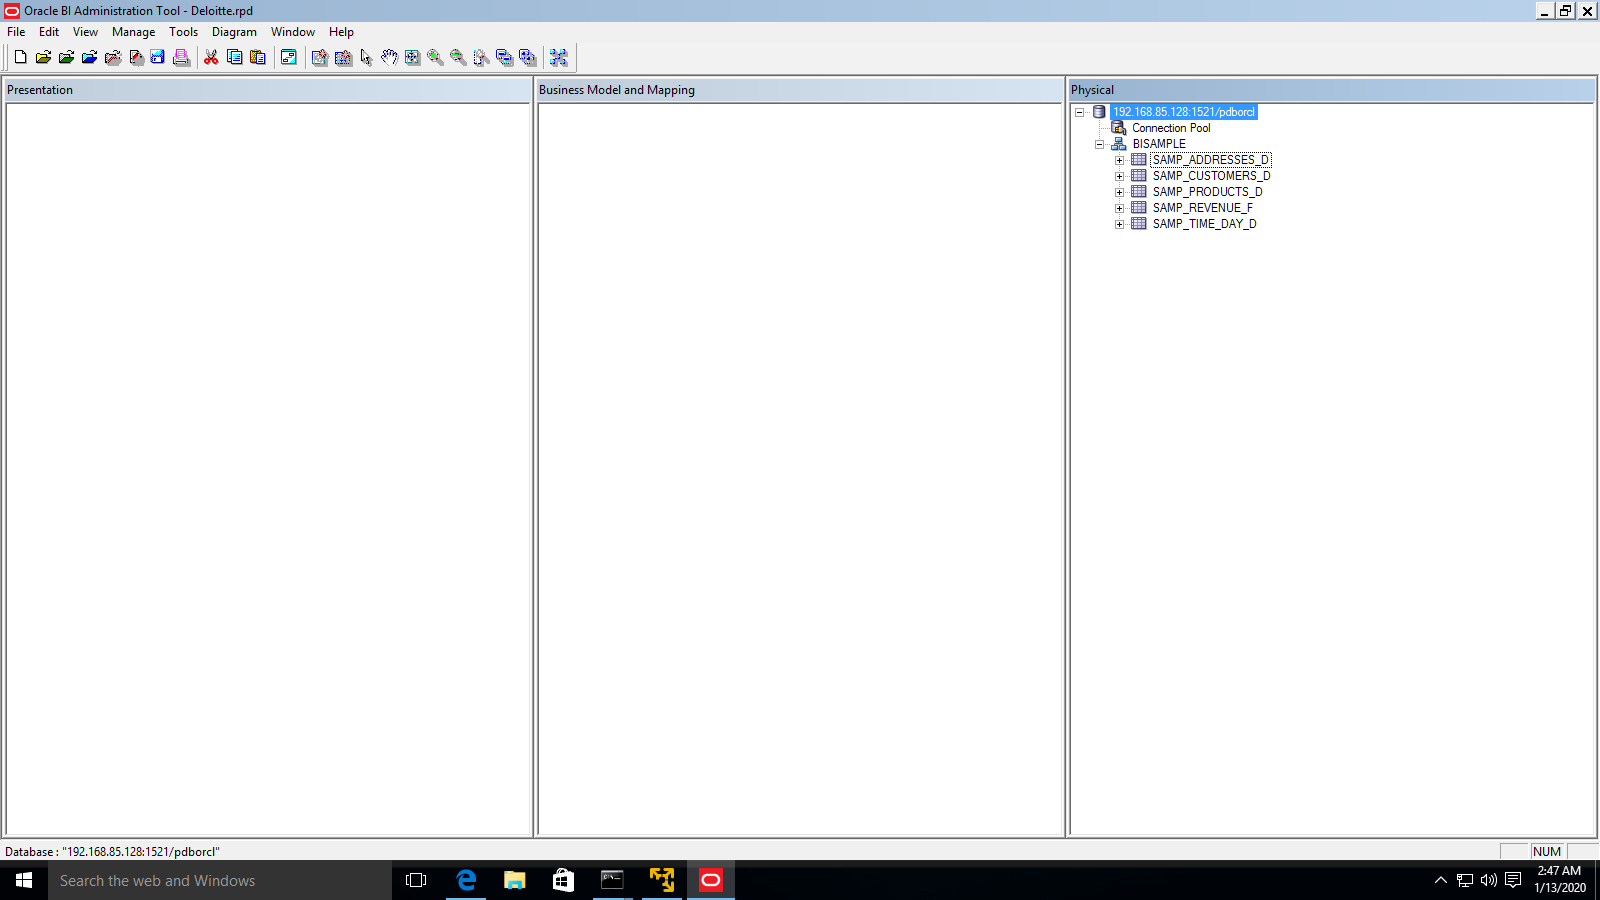 Oracle BI Administration Tool - Deloitte.rpd
File Edit View Manage Tools Diagram Window Help
Presentation
Business Model and Mapping
Physical
192.168.85.128:1521/pdborcl
Connection Pool
BISAMPLE
SAMP_ADDRESSES_D
SAMP_CUSTOMERS_D
SAMP_PRODUCTS_D
SAMP_REVENUE_F
SAMP_TIME_DAY_D
Database : "192.168.85.128:1521/pdborcl"
NUM
Search the web and Windows
2:47 AM
1/13/2020